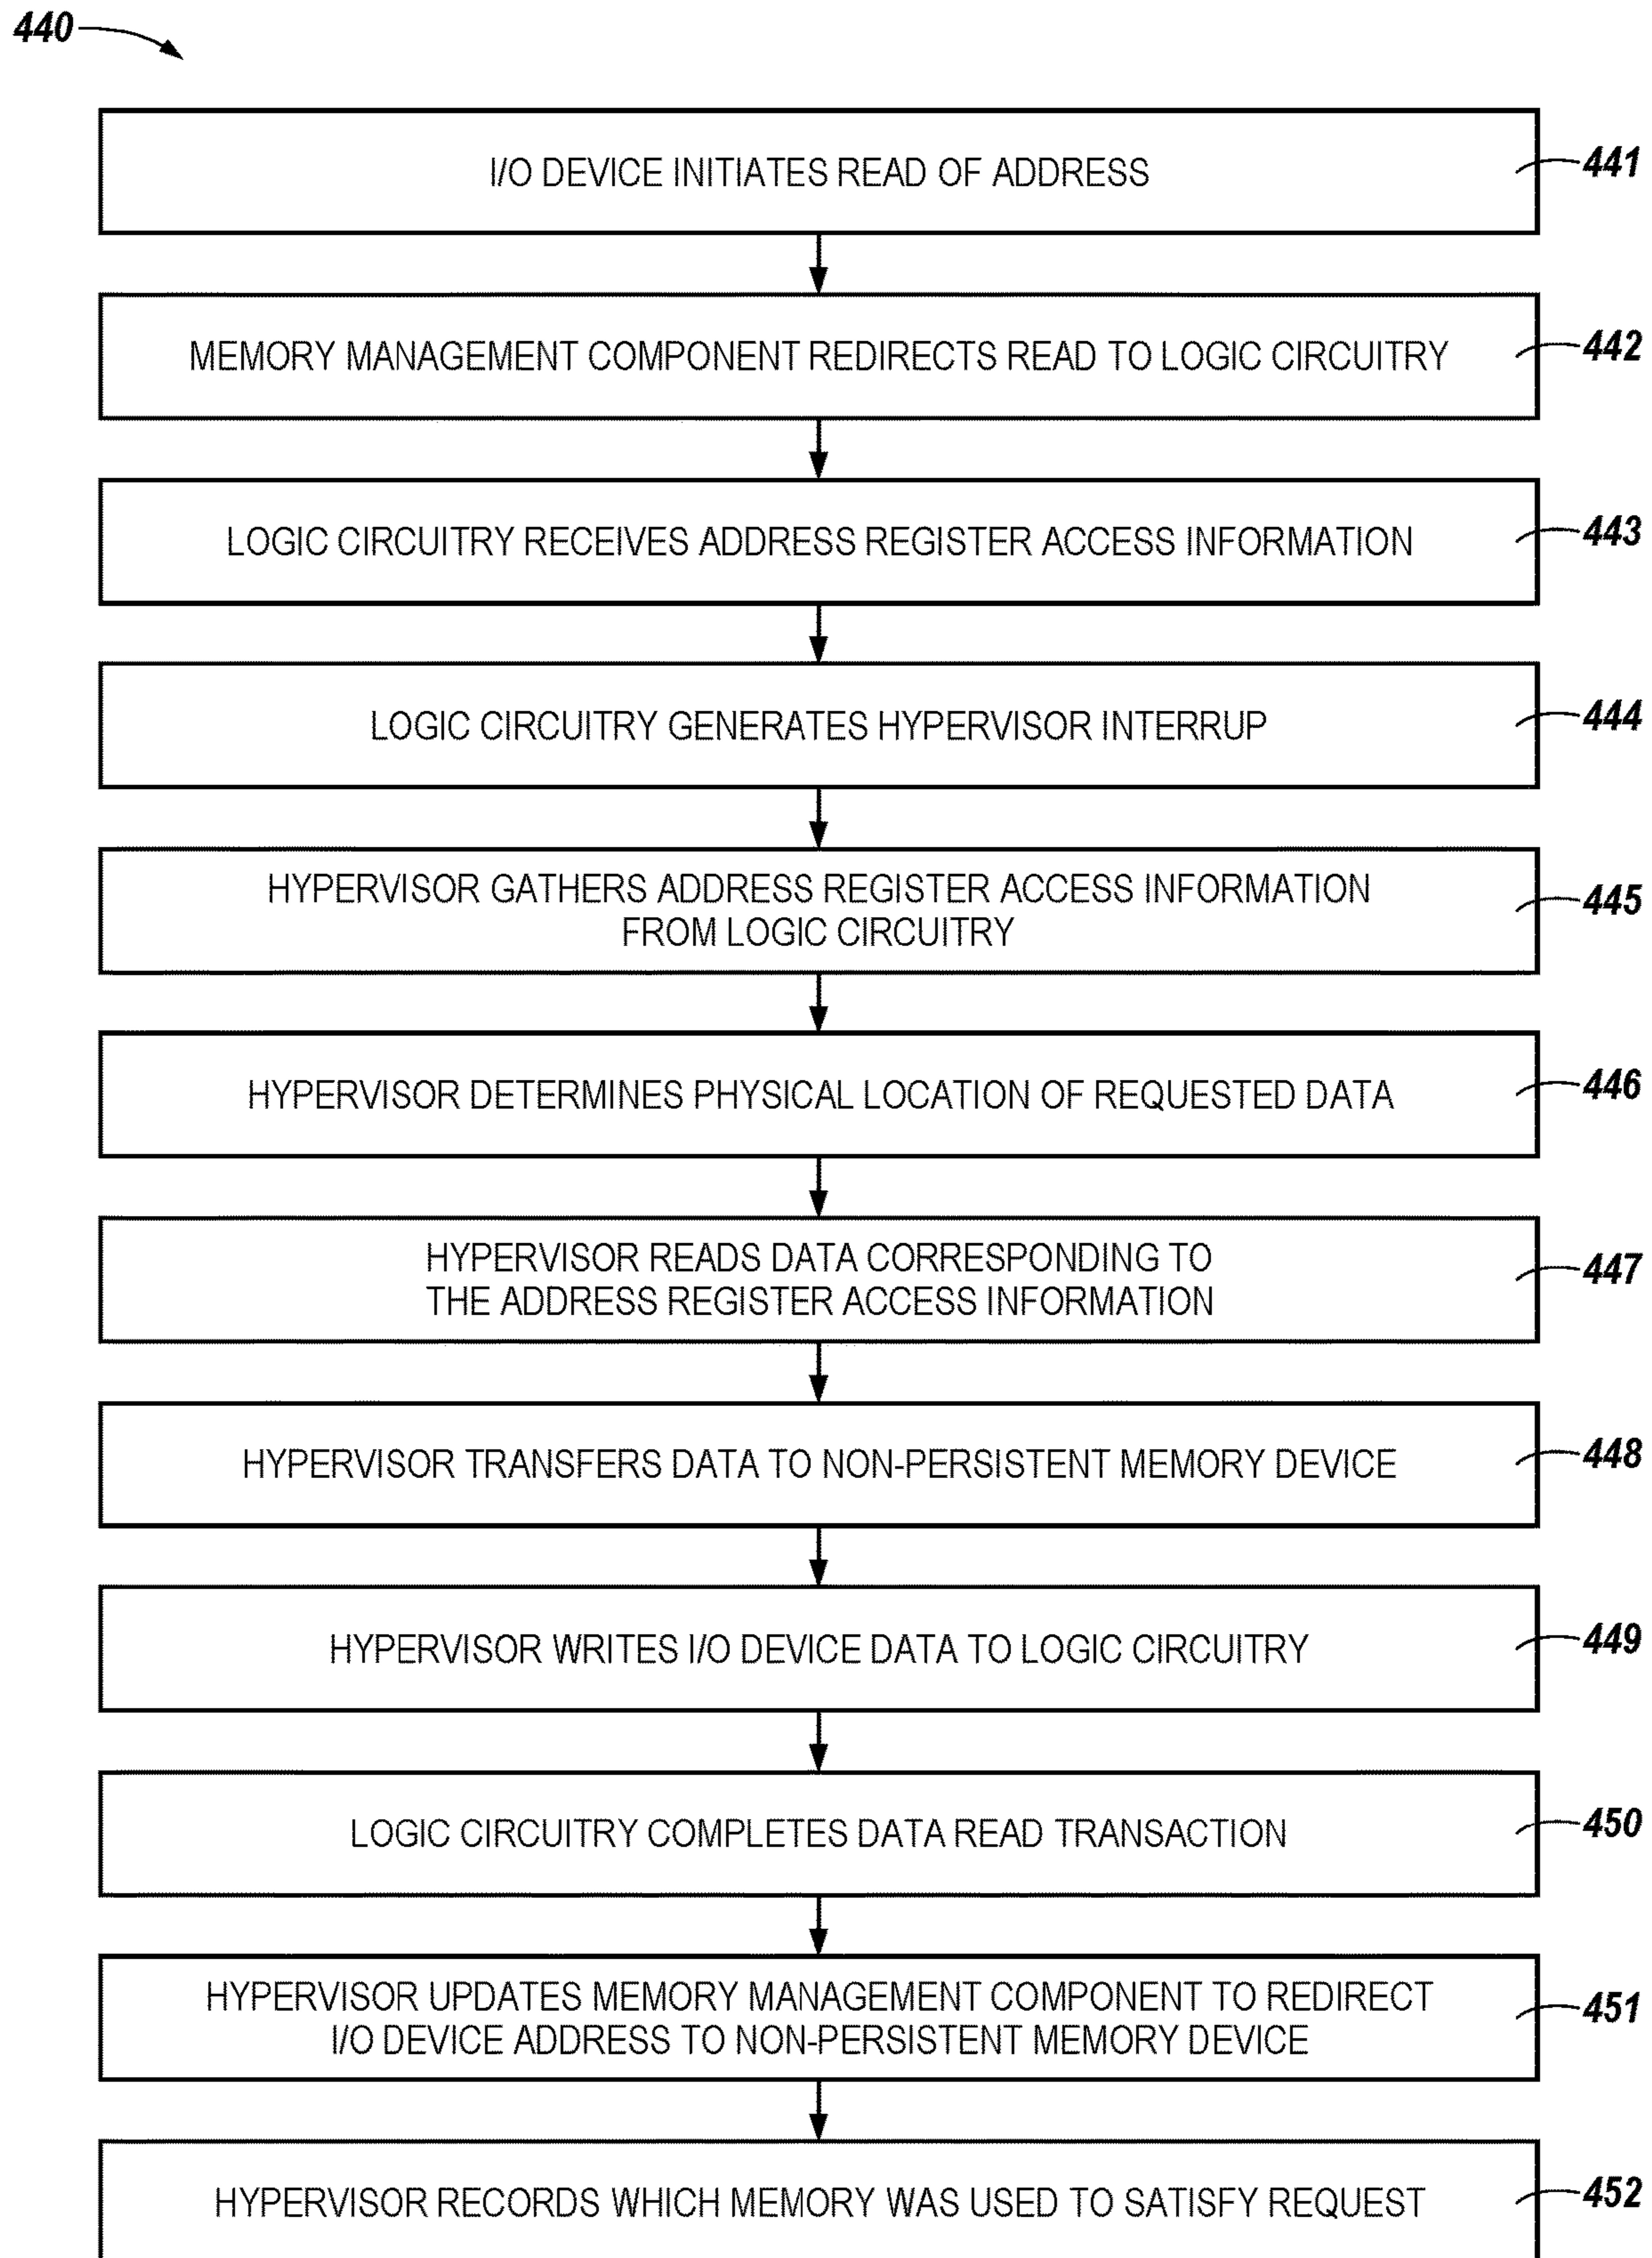 440
I/O DEVICE INITIATES READ OF ADDRESS
441
MEMORY MANAGEMENT COMPONENT REDIRECTS READ TO LOGIC CIRCUITRY
442
LOGIC CIRCUITRY RECEIVES ADDRESS REGISTER ACCESS INFORMATION
443
LOGIC CIRCUITRY GENERATES HYPERVISOR INTERRUP
444
HYPERVISOR GATHERS ADDRESS REGISTER ACCESS INFORMATION
FROM LOGIC CIRCUITRY
445
HYPERVISOR DETERMINES PHYSICAL LOCATION OF REQUESTED DATA
446
HYPERVISOR READS DATA CORRESPONDING TO
THE ADDRESS REGISTER ACCESS INFORMATION
447
HYPERVISOR TRANSFERS DATA TO NON-PERSISTENT MEMORY DEVICE
448
HYPERVISOR WRITES I/O DEVICE DATA TO LOGIC CIRCUITRY
449
LOGIC CIRCUITRY COMPLETES DATA READ TRANSACTION
450
HYPERVISOR UPDATES MEMORY MANAGEMENT COMPONENT TO REDIRECT
I/O DEVICE ADDRESS TO NON-PERSISTENT MEMORY DEVICE
451
HYPERVISOR RECORDS WHICH MEMORY WAS USED TO SATISFY REQUEST
452